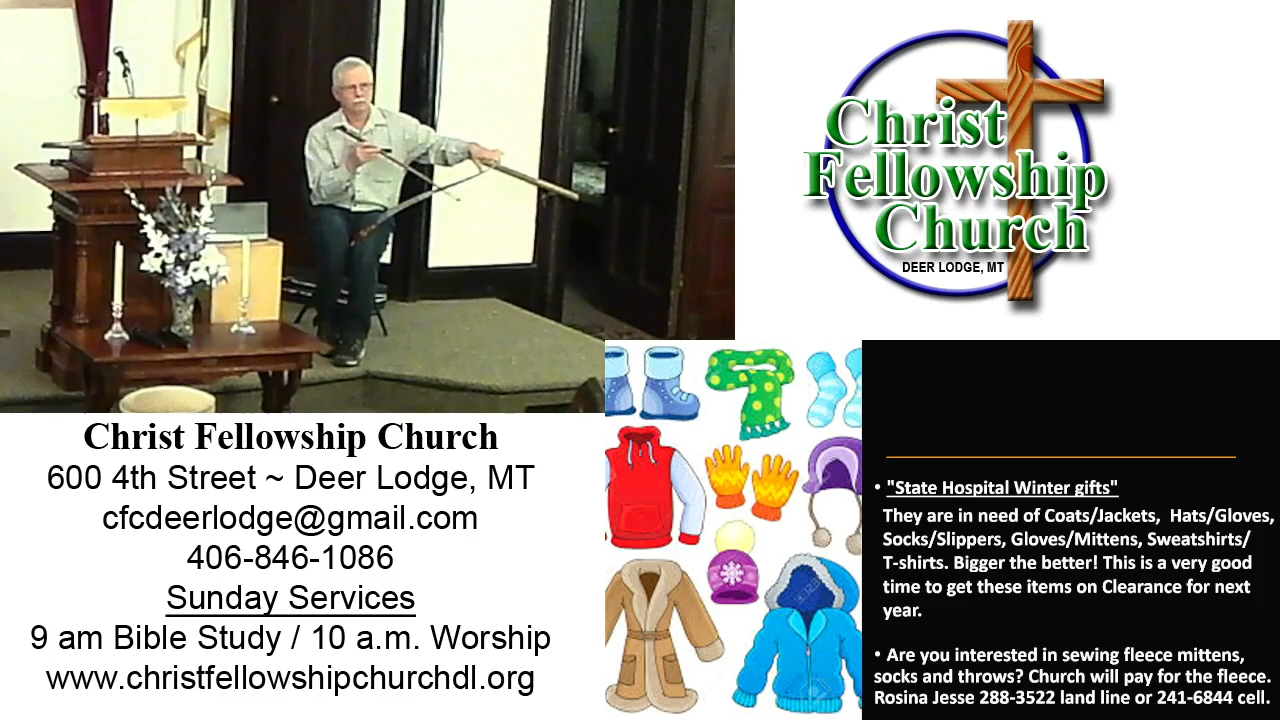 Christ
Fellowship
Church
DEER LODGE, MT
Christ Fellowship Church
600 4th Street ~ Deer Lodge, MT
cfcdeerlodge@gmail.com
406-846-1086
Sunday Services
9 am Bible Study / 10 a.m. Worship
www.christfellowshipchurchdl.org
• "State Hospital Winter gifts"
They are in need of Coats/Jackets, Hats/Gloves,
Socks/Slippers, Gloves/Mittens, Sweatshirts/
T-shirts. Bigger the better! This is a very good
time to get these items on Clearance for next
year.
• Are you interested in sewing fleece mittens,
socks and throws? Church will pay for the fleece.
Rosina Jesse 288-3522 land line or 241-6844 cell.